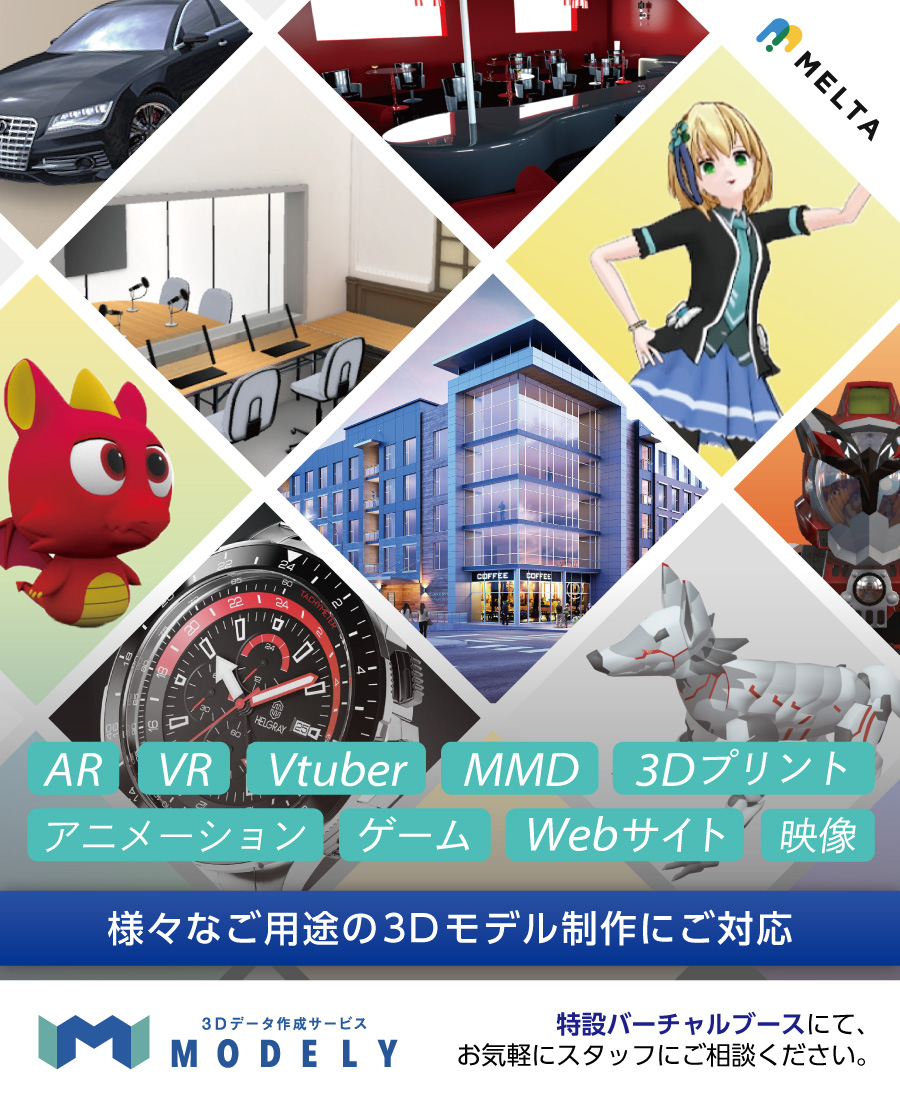 MELTA
COFFEE COFFEE
TACHYMETER
HELGRAY
AR VR Vtuber MMD 3Dプリント
アニメーション ゲーム Webサイト 映像
様々なご用途の3Dモデル制作にご対応
3Dデータ作成サービス
MODELY
特設バーチャルブースにて、
お気軽にスタッフにご相談ください。